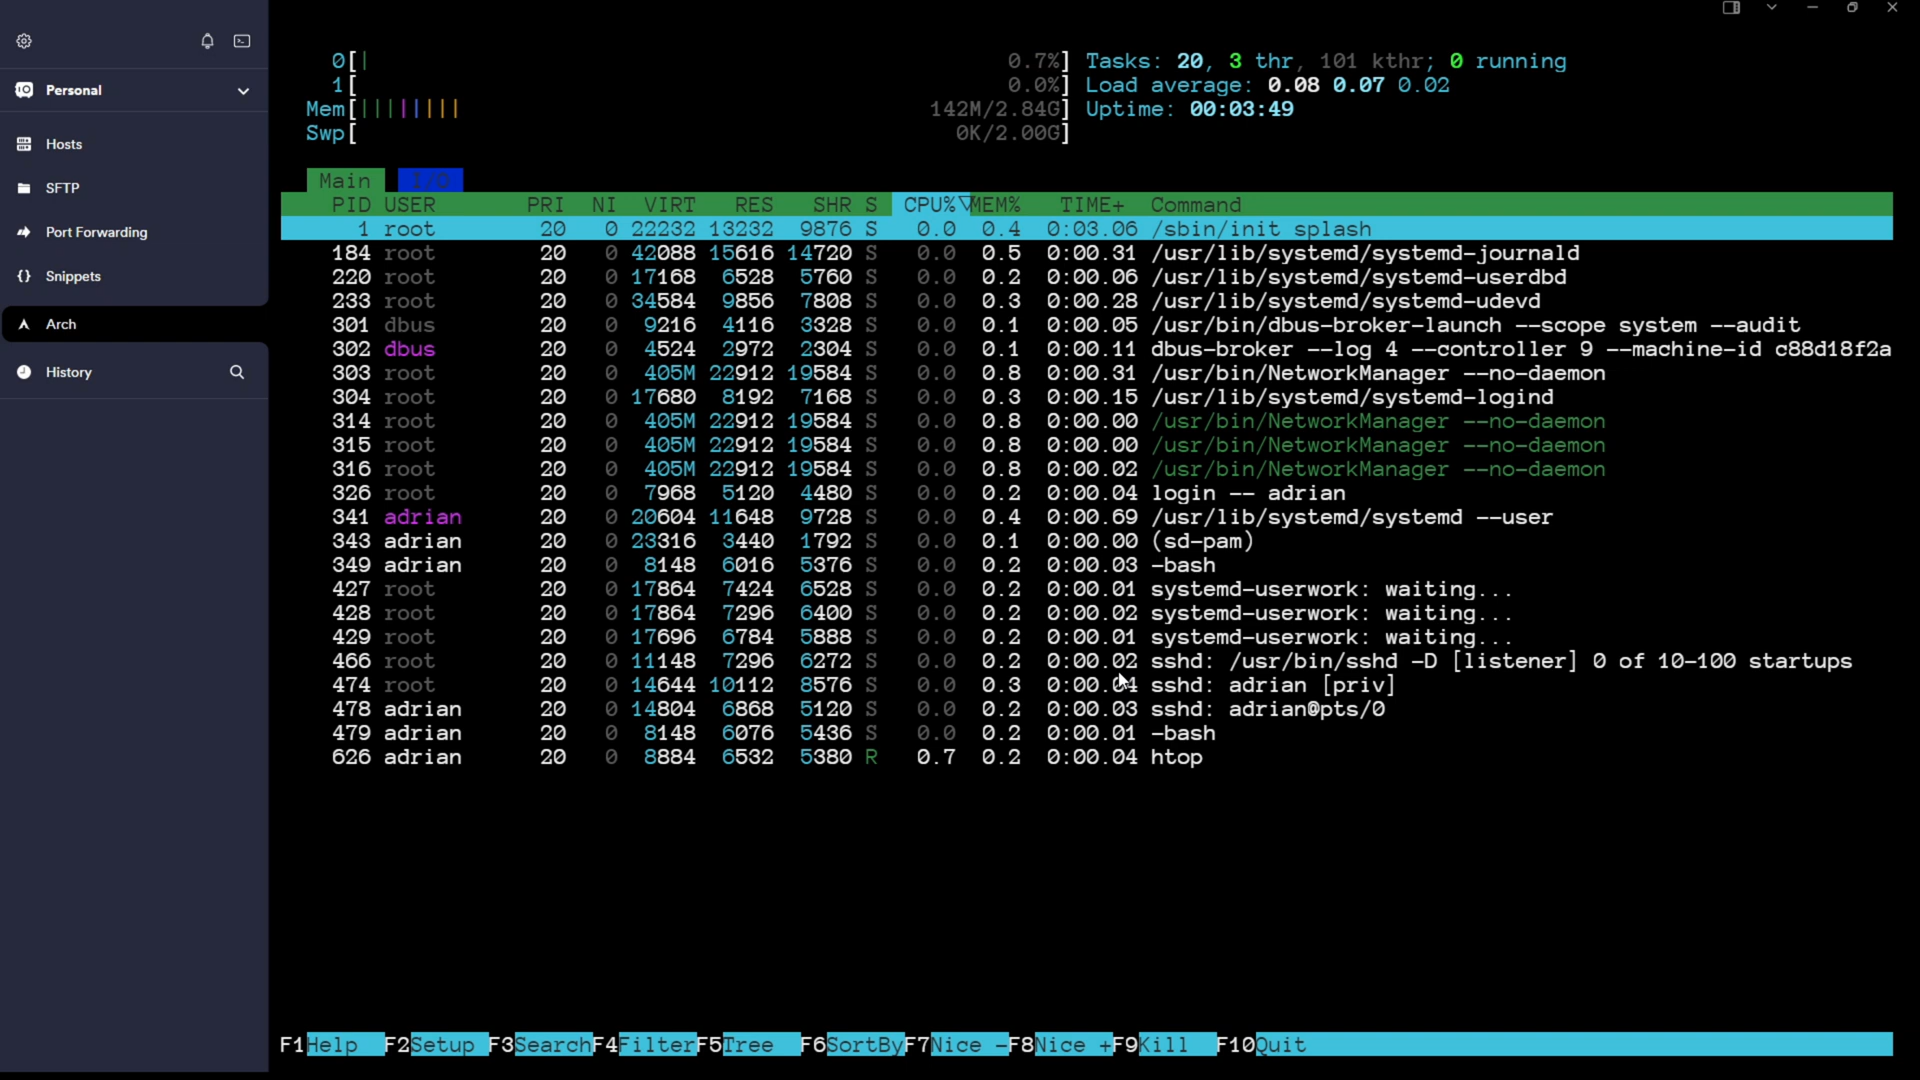 Personal
Hosts
SFTP
Port Forwarding
Snippets
Arch
History
0[| 0.7%] Tasks: 20, 3 thr, 101 kthr; 0 running
1[ 0.0%] Load average: 0.08 0.07 0.02
Mem[|||||||| 142M/2.84G] Uptime: 00:03:49
Swp[ 0K/2.00G]
Main I/O
PID USER PRI NI VIRT RES SHR S CPU%▽MEM% TIME+ Command
1 root 20 0 22232 13232 9876 S 0.0 0.4 0:03.06 /sbin/init splash
184 root 20 0 42088 15616 14720 S 0.0 0.5 0:00.31 /usr/lib/systemd/systemd-journald
220 root 20 0 17168 6528 5760 S 0.0 0.2 0:00.06 /usr/lib/systemd/systemd-userdbd
233 root 20 0 34584 9856 7808 S 0.0 0.3 0:00.28 /usr/lib/systemd/systemd-udevd
301 dbus 20 0 9216 4116 3328 S 0.0 0.1 0:00.05 /usr/bin/dbus-broker-launch --scope system --audit
302 dbus 20 0 4524 2972 2304 S 0.0 0.1 0:00.11 dbus-broker --log 4 --controller 9 --machine-id c88d18f2a
303 root 20 0 405M 22912 19584 S 0.0 0.8 0:00.31 /usr/bin/NetworkManager --no-daemon
304 root 20 0 17680 8192 7168 S 0.0 0.3 0:00.15 /usr/lib/systemd/systemd-logind
314 root 20 0 405M 22912 19584 S 0.0 0.8 0:00.00 /usr/bin/NetworkManager --no-daemon
315 root 20 0 405M 22912 19584 S 0.0 0.8 0:00.00 /usr/bin/NetworkManager --no-daemon
316 root 20 0 405M 22912 19584 S 0.0 0.8 0:00.02 /usr/bin/NetworkManager --no-daemon
326 root 20 0 7968 5120 4480 S 0.0 0.2 0:00.04 login -- adrian
341 adrian 20 0 20604 11648 9728 S 0.0 0.4 0:00.69 /usr/lib/systemd/systemd --user
343 adrian 20 0 23316 3440 1792 S 0.0 0.1 0:00.00 (sd-pam)
349 adrian 20 0 8148 6016 5376 S 0.0 0.2 0:00.03 -bash
427 root 20 0 17864 7424 6528 S 0.0 0.2 0:00.01 systemd-userwork: waiting...
428 root 20 0 17864 7296 6400 S 0.0 0.2 0:00.02 systemd-userwork: waiting...
429 root 20 0 17696 6784 5888 S 0.0 0.2 0:00.01 systemd-userwork: waiting...
466 root 20 0 11148 7296 6272 S 0.0 0.2 0:00.02 sshd: /usr/bin/sshd -D [listener] 0 of 10-100 startups
474 root 20 0 14644 10112 8576 S 0.0 0.3 0:00.04 sshd: adrian [priv]
478 adrian 20 0 14804 6868 5120 S 0.0 0.2 0:00.03 sshd: adrian@pts/0
479 adrian 20 0 8148 6076 5436 S 0.0 0.2 0:00.01 -bash
626 adrian 20 0 8884 6532 5380 R 0.7 0.2 0:00.04 htop
F1Help F2Setup F3SearchF4FilterF5Tree F6SortByF7Nice -F8Nice +F9Kill F10Quit